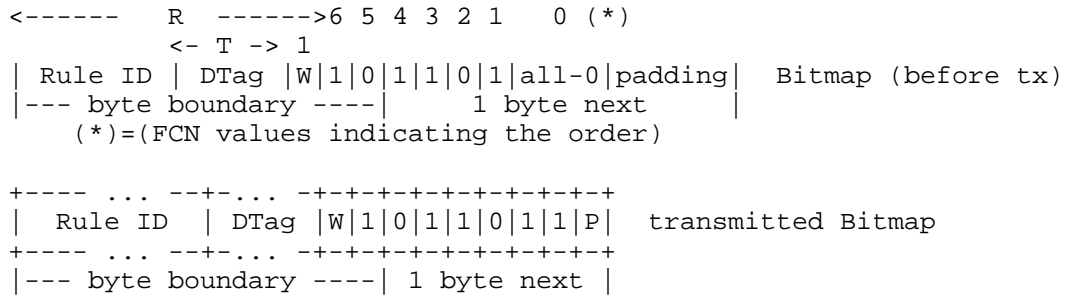 <------   R  ------>6 5 4 3 2 1   0 (*)
          <- T -> 1
| Rule ID | DTag |W|1|0|1|1|0|1|all-0|padding|   Bitmap (before tx)
|--- byte boundary ----|     1 byte next     |
    (*)=(FCN values indicating the order)

+---- ... --+-... -+-+-+-+-+-+-+-+-+-+
|  Rule ID  | DTag |W|1|0|1|1|0|1|1|P|  transmitted Bitmap
+---- ... --+-... -+-+-+-+-+-+-+-+-+-+
|--- byte boundary ----| 1 byte next |